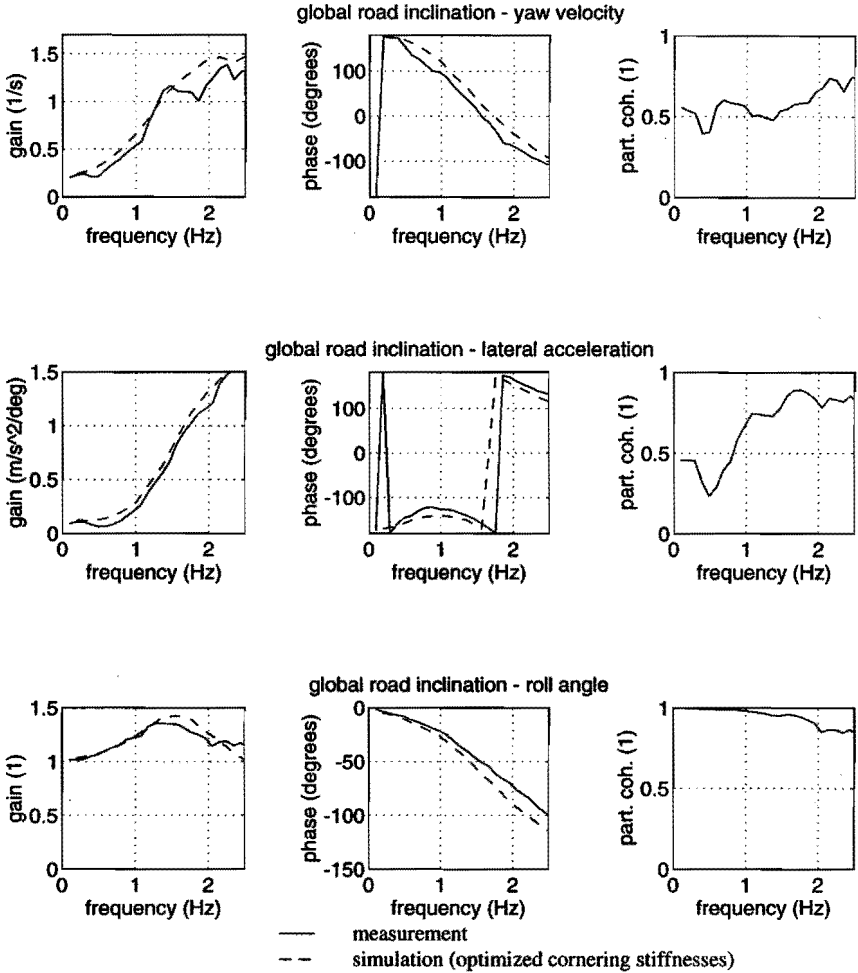 global road inclination - yaw velocity
gain (1/s)
1.5
1
0.5
0
0 1 2
frequency (Hz)
phase (degrees)
100
0
-100
0 1 2
frequency (Hz)
part. coh. (1)
1
0.5
0
0 1 2
frequency (Hz)
global road inclination - lateral acceleration
gain (m/s^2/deg)
1.5
1
0.5
0
0 1 2
frequency (Hz)
phase (degrees)
100
0
-100
0 1 2
frequency (Hz)
part. coh. (1)
1
0.5
0
0 1 2
frequency (Hz)
global road inclination - roll angle
gain (1)
1.5
1
0.5
0
0 1 2
frequency (Hz)
phase (degrees)
0
-50
-100
-150
0 1 2
frequency (Hz)
part. coh. (1)
1
0.5
0
0 1 2
frequency (Hz)
measurement
simulation (optimized cornering stiffnesses)